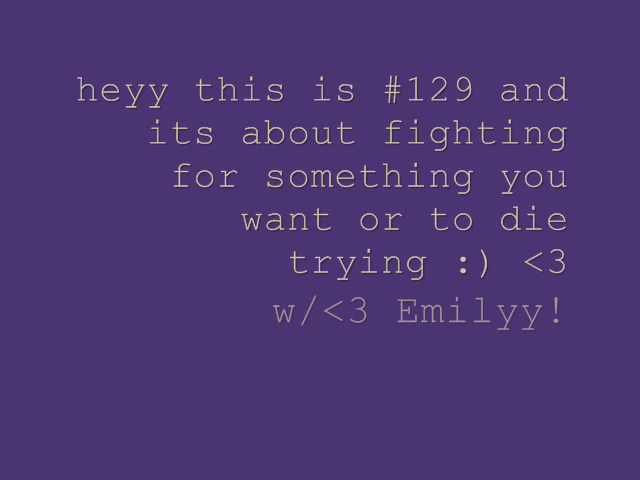 heyy this is #129 and
its about fighting
for something you
want or to die
trying :) <3
w/<3 Emilyy!